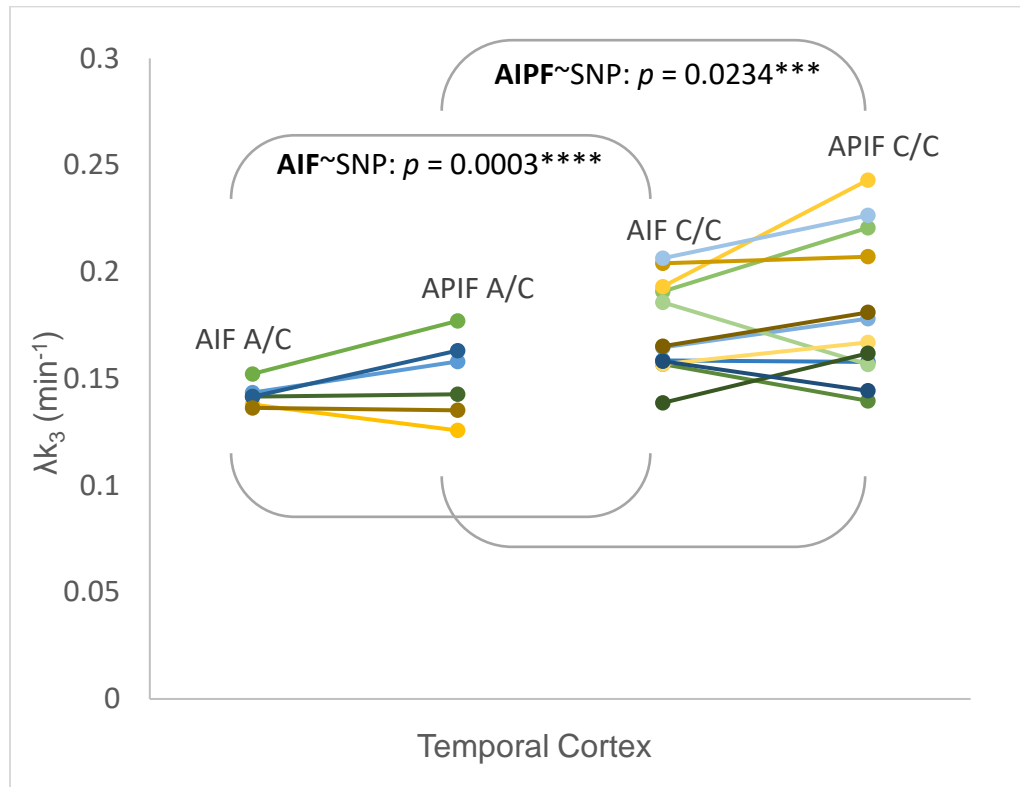 0.3
0.25
0.2
0.15
0.1
0.05
0
λk₃ (min⁻¹)
AIPF~SNP: p = 0.0234***
AIF~SNP: p = 0.0003****
APIF C/C
AIF C/C
APIF A/C
AIF A/C
Temporal Cortex